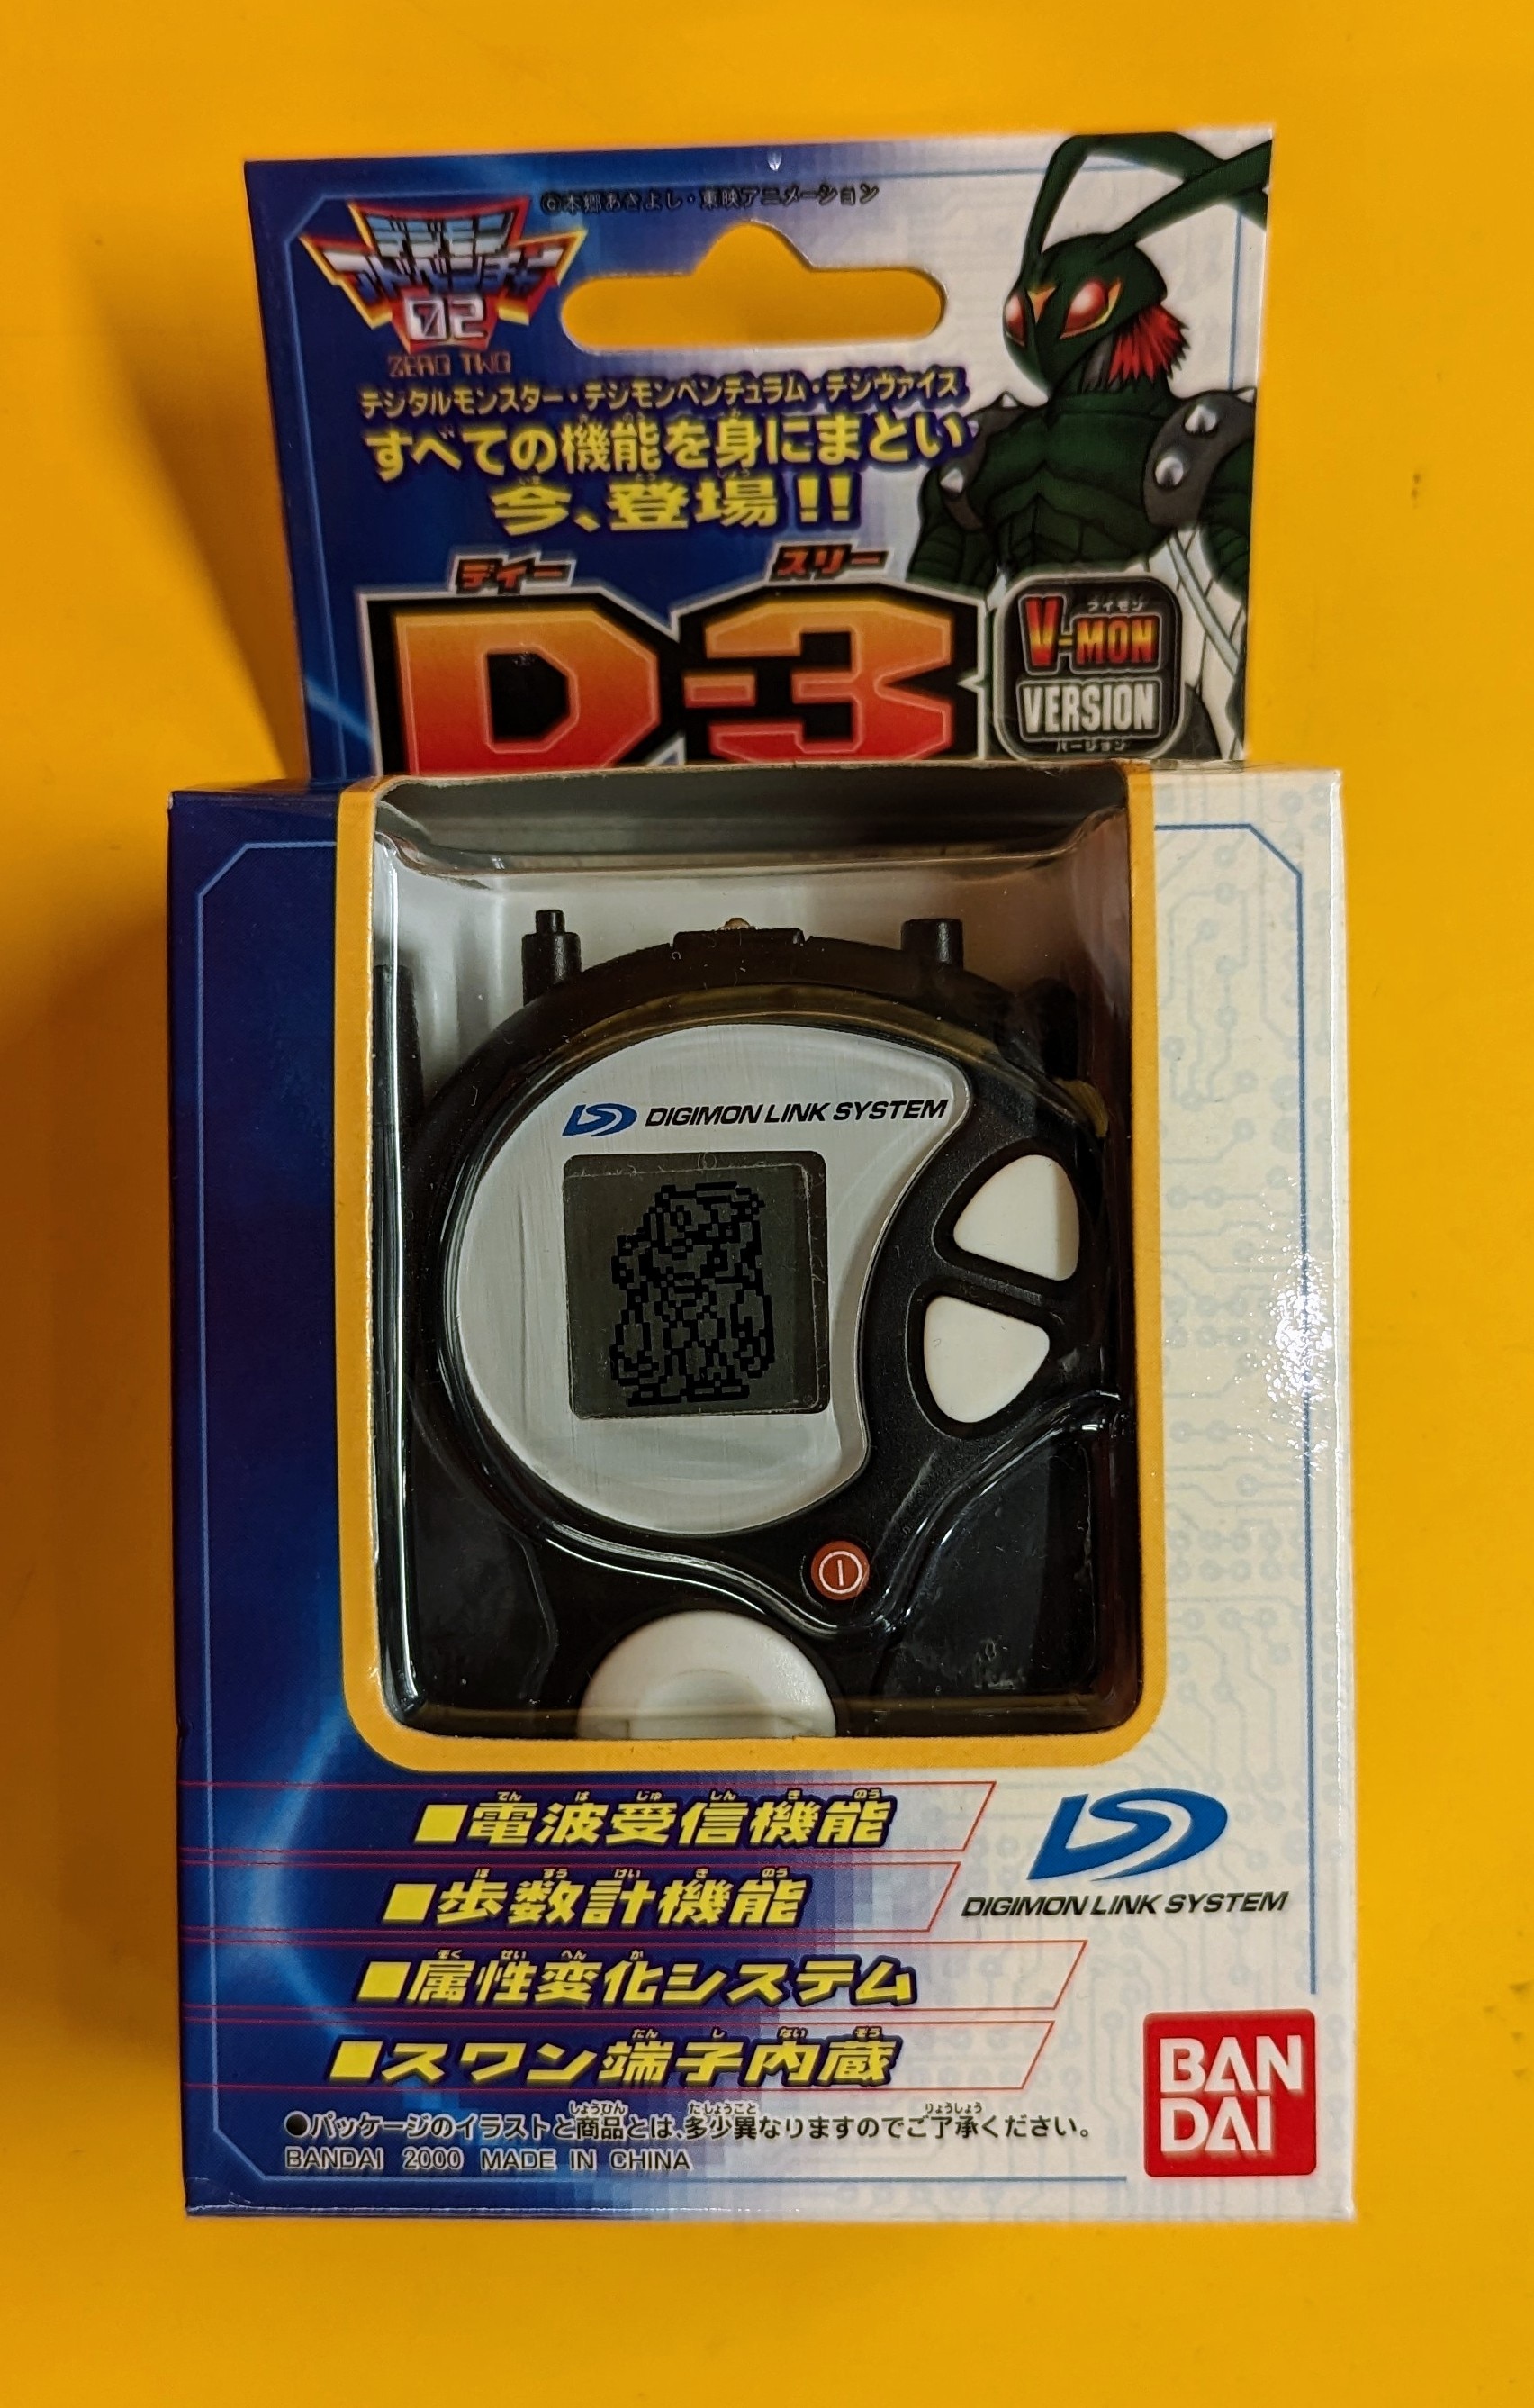 ©本郷あきよし・東映アニメーション
デジモン
アドベンチャー
02
ZERO TWO
デジタルモンスター・デジモンペンデュラム・デジヴァイス
すべての機能を身にまとい
今、登場!!
ディー スリー
D-3
ブイモン
V-MON
VERSION
バージョン
DIGIMON LINK SYSTEM
■電波受信機能
■歩数計機能
■属性変化システム
■スワン端子内蔵
DIGIMON LINK SYSTEM
●パッケージのイラストと商品とは、多少異なりますのでご了承ください。
BANDAI 2000 MADE IN CHINA
BAN
DAI